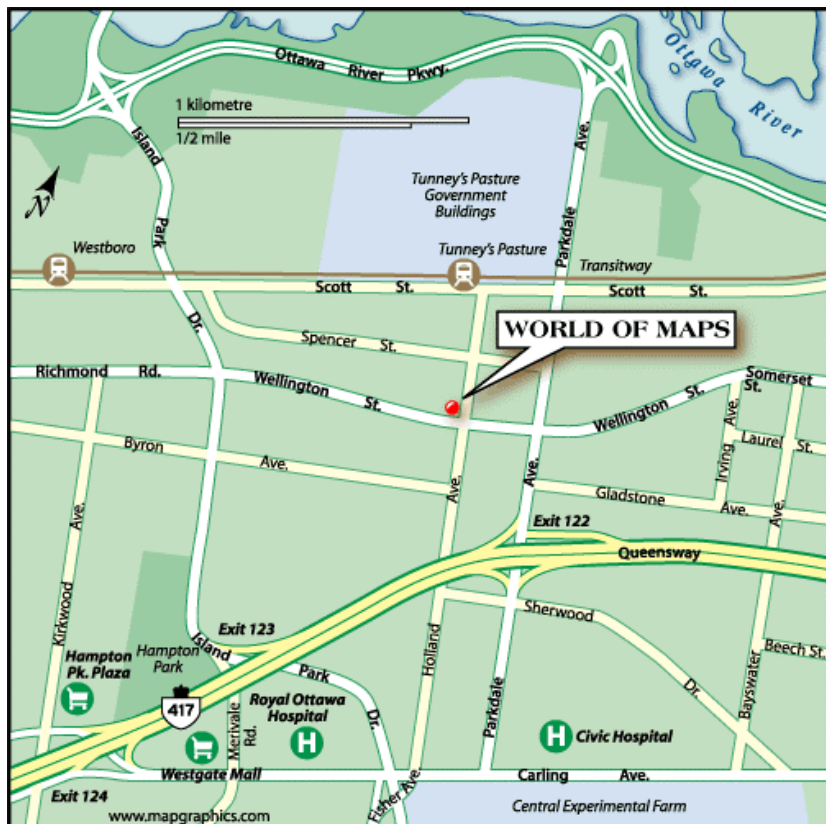 Ottawa River Pkwy.
Ottawa River
1 kilometre
1/2 mile
Island Park Dr.
N
Tunney's Pasture
Government
Buildings
Parkdale Ave.
Westboro
Tunney's Pasture
Transitway
Scott St.
Scott St.
WORLD OF MAPS
Spencer St.
Richmond Rd.
Wellington St.
Wellington St.
Somerset
St.
Byron Ave.
Irving Ave.
Laurel St.
Gladstone Ave.
Ave.
Ave.
Ave.
Exit 122
Queensway
Kirkwood
Exit 123
Sherwood Dr.
Holland
Hampton
Park
Island Park Dr.
Beech St.
Hampton
Pk. Plaza
417
Merivale
Rd.
Royal Ottawa
Hospital
H
Parkdale
H
Civic Hospital
Bayswater
Westgate Mall
Carling Ave.
Exit 124
Fisher Ave.
Central Experimental Farm
www.mapgraphics.com